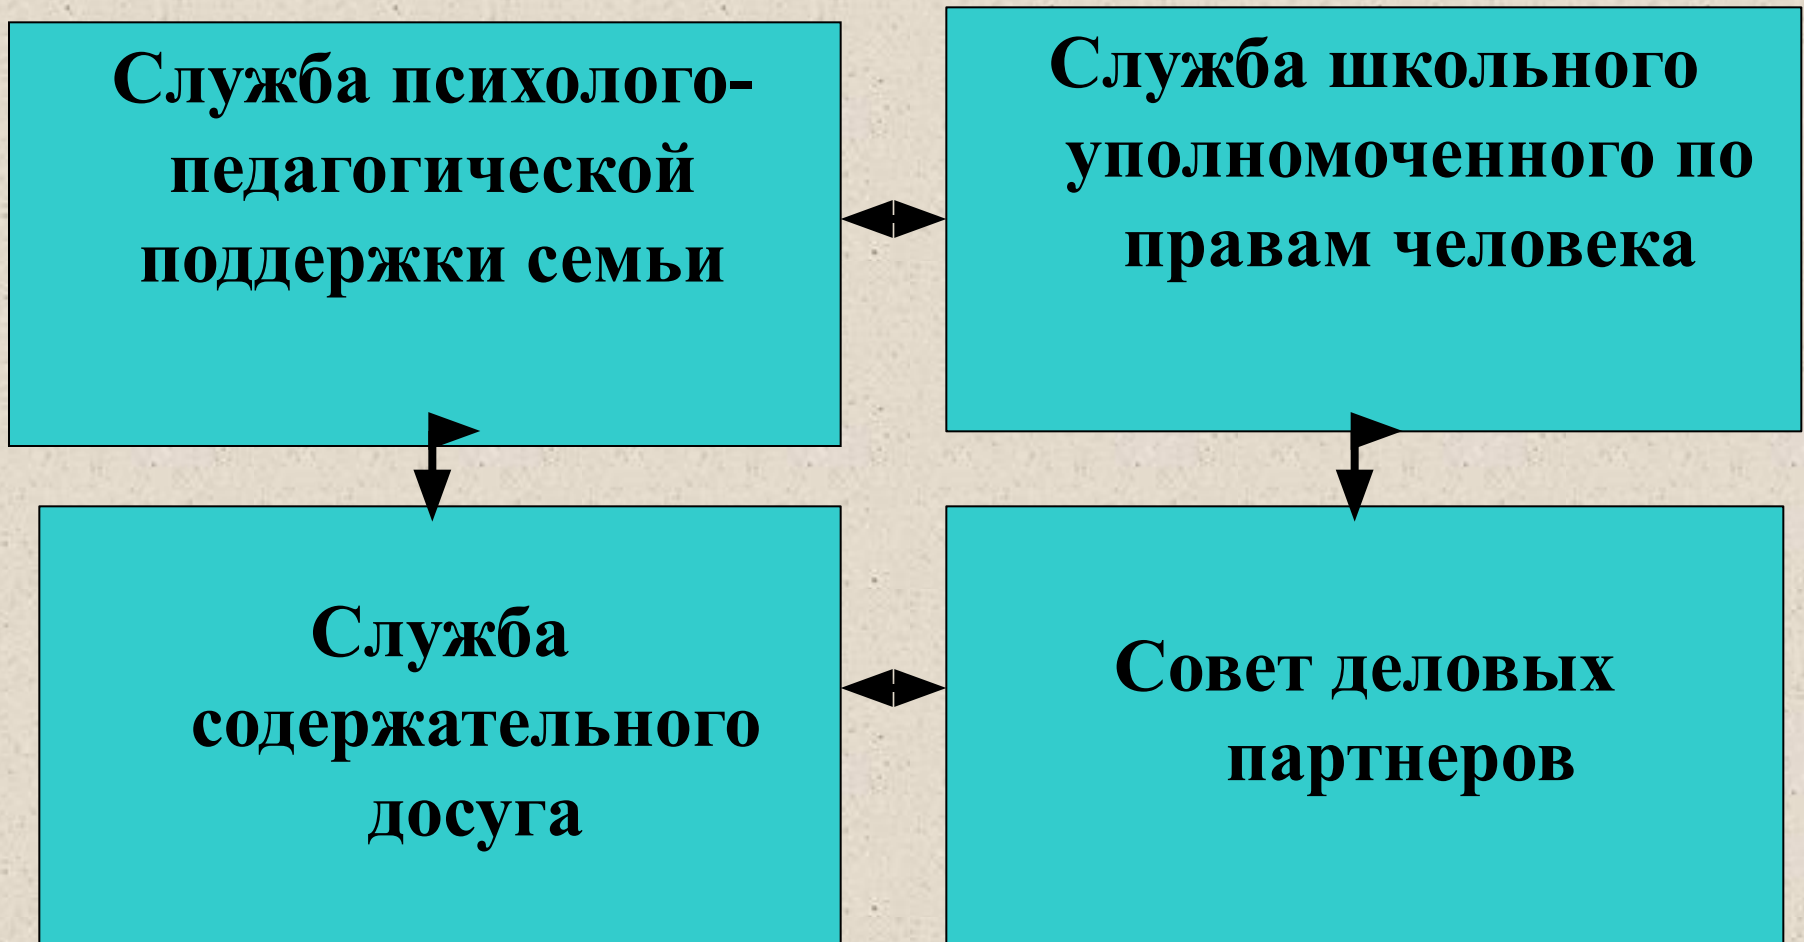 Служба психолого-
педагогической
поддержки семьи
Служба школьного
уполномоченного по
правам человека
Служба
содержательного
досуга
Совет деловых
партнеров